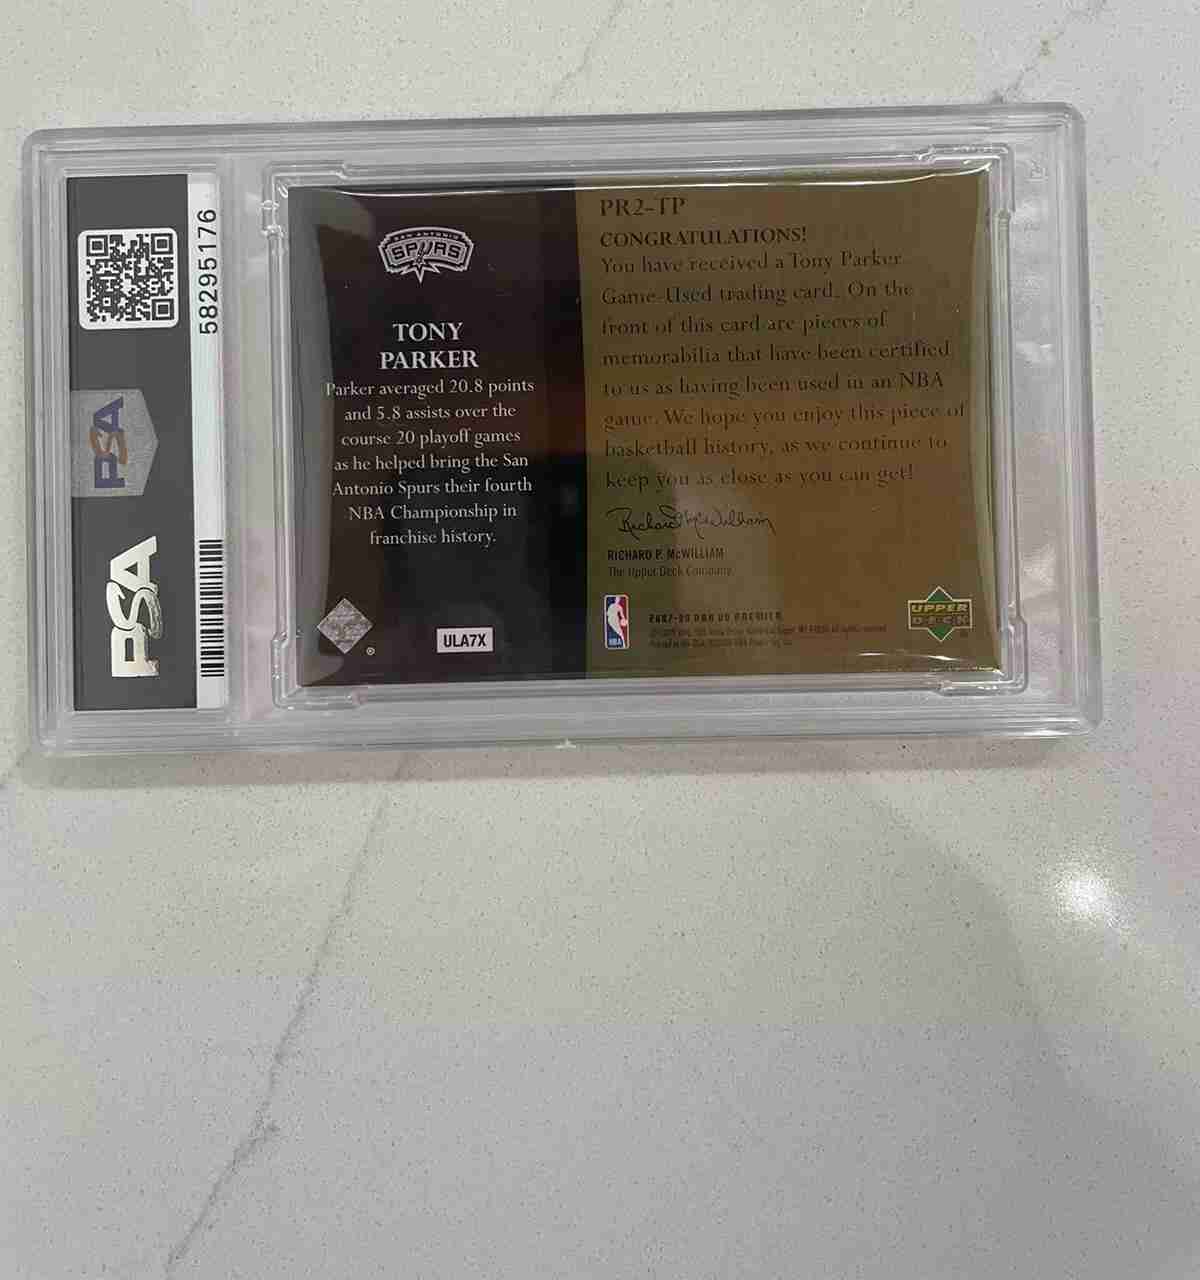 58295176
PSA
PSA
SAN ANTONIO
SPURS
TONY
PARKER
Parker averaged 20.8 points
and 5.8 assists over the
course 20 playoff games
as he helped bring the San
Antonio Spurs their fourth
NBA Championship in
franchise history.
ULA7X
®
PR2-TP
CONGRATULATIONS!
You have received a Tony Parker
Game-Used trading card. On the
front of this card are pieces of
memorabilia that have been certified
to us as having been used in an NBA
game. We hope you enjoy this piece of
basketball history, as we continue to
keep you as close as you can get!
Richard McWilliam
RICHARD P. McWILLIAM
The Upper Deck Company
NBA
UPPER
DECK